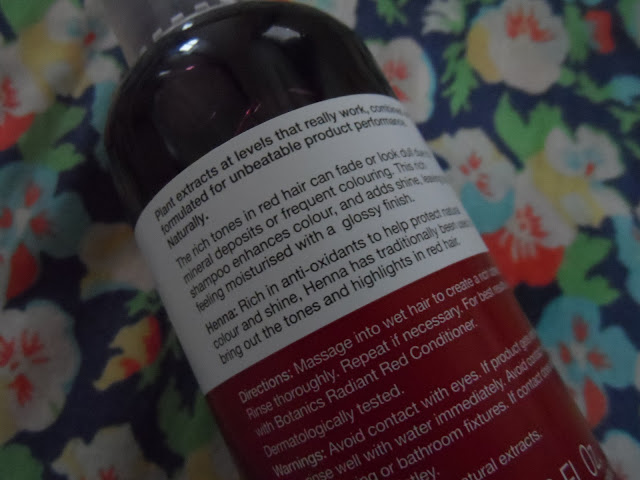 Plant extracts at levels that really work,
formulated for unbeatable product perfomance.
Naturally.
The rich tones in red hair can fade or look dull
mineral deposits or frequent colouring. This rich
shampoo enhances colour, and adds shine,
feeling moisturised with a glossy finish.
Henna: Rich in anti-oxidants to help protect natural
colour and shine, Henna has traditionally been
bring out the tones and highlights in red hair.
Directions: Massage into wet hair to create a rich
Rinse thoroughly. Repeat if necessary. For best
with Botanics Radiant Red Conditioner.
Dermatologically tested.
Warnings: Avoid contact with eyes. If product
rinse well with water immediately. Avoid
or bathroom fixtures. If contact
natural extracts.